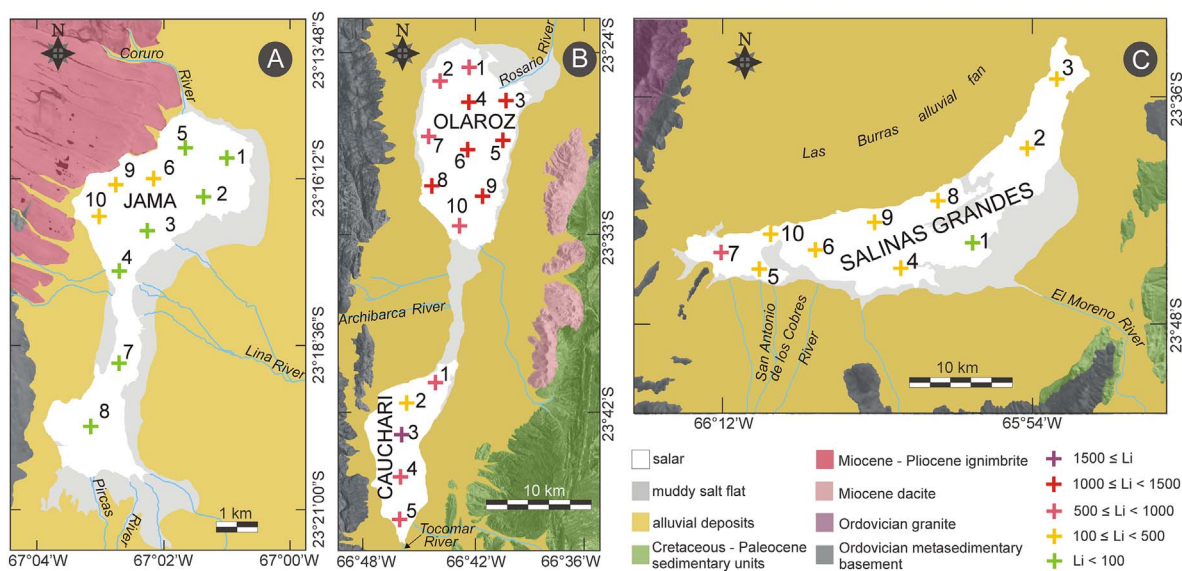 A
N
Coruro
River
5
1
9
6
2
10
JAMA
3
4
Lina River
7
8
Pircas
River
1 km
67°04'W
67°02'W
67°00'W
23°13'48"S
23°16'12"S
23°18'36"S
23°21'00"S
B
N
Rosario River
2
1
4
3
OLAROZ
7
6
5
8
9
10
Archibarca River
1
2
3
4
5
CAUCHARI
10 km
Tocomar
River
66°48'W
66°42'W
66°36'S
23°24'S
23°33'S
23°42'S
C
N
Las Burras alluvial fan
3
2
8
9
10
SALINAS GRANDES
7
6
1
5
4
San Antonio
de los Cobres
River
El Moreno River
10 km
66°12'W
65°54'W
23°36'S
23°48'S
salar
muddy salt flat
alluvial deposits
Cretaceous - Paleocene
sedimentary units
Miocene - Pliocene ignimbrite
Miocene dacite
Ordovician granite
Ordovician metasedimentary
basement
1500 ≤ Li
1000 ≤ Li < 1500
500 ≤ Li < 1000
100 ≤ Li < 500
Li < 100